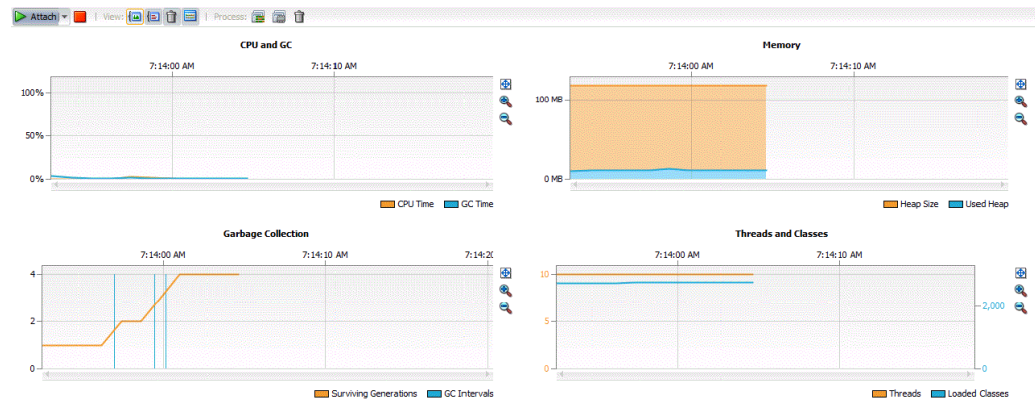 Attach View: Process:
CPU and GC
7:14:00 AM 7:14:10 AM
100%
50%
0%
CPU Time GC Time
Memory
7:14:00 AM 7:14:10 AM
100 MB
0 MB
Heap Size Used Heap
Garbage Collection
7:14:00 AM 7:14:10 AM 7:14:20
4
2
0
Surviving Generations GC Intervals
Threads and Classes
7:14:00 AM 7:14:10 AM
10
5 2,000
0 0
Threads Loaded Classes